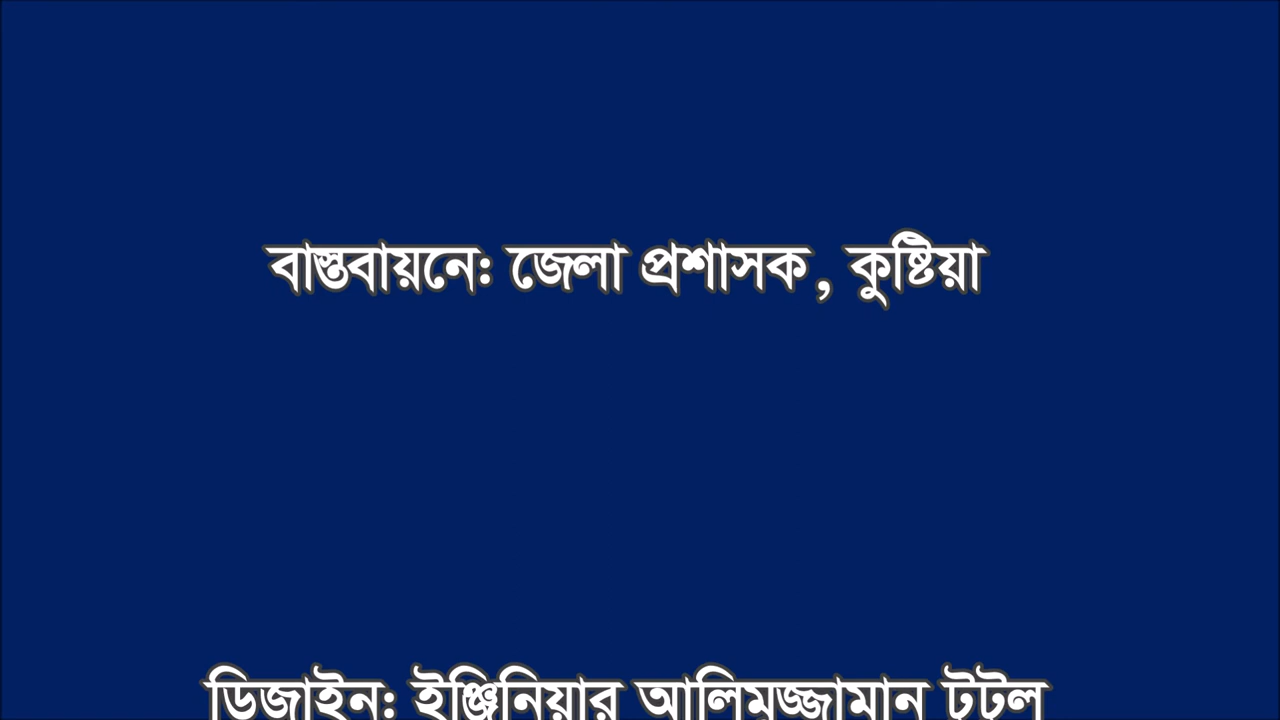 বাস্তবায়নে: জেলা প্রশাসক, কুষ্টিয়া
ডিজাইন: ইঞ্জিনিয়ার আলিমুজ্জামান টুটুল